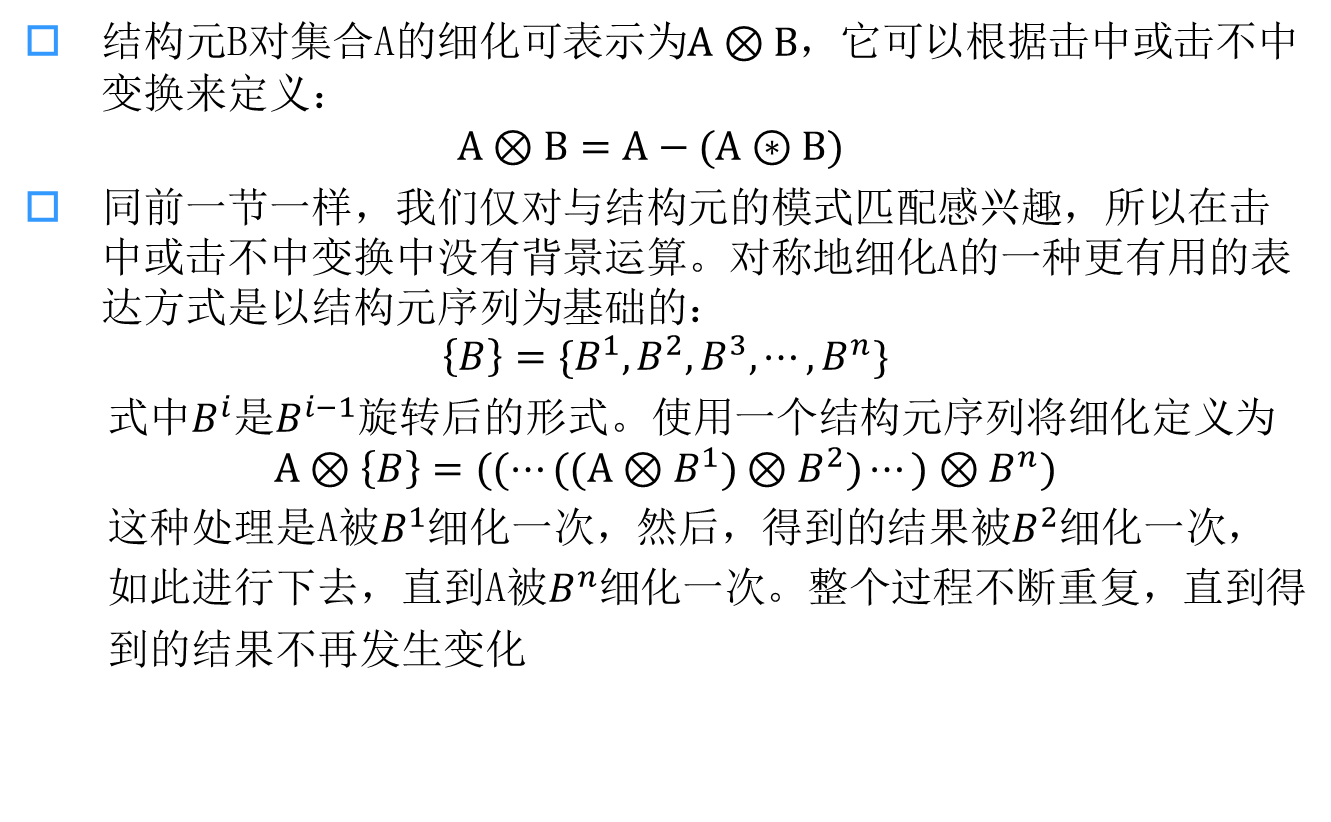 结构元B对集合A的细化可表示为A ⊗ B，它可以根据击中或击不中
变换来定义：
A ⊗ B = A − (A ⊛ B)
同前一节一样，我们仅对与结构元的模式匹配感兴趣，所以在击
中或击不中变换中没有背景运算。对称地细化A的一种更有用的表
达方式是以结构元序列为基础的：
{B} = {B¹, B², B³, ⋯ , Bⁿ}
式中Bⁱ是Bⁱ⁻¹旋转后的形式。使用一个结构元序列将细化定义为
A ⊗ {B} = ((⋯ ((A ⊗ B¹) ⊗ B²) ⋯ ) ⊗ Bⁿ)
这种处理是A被B¹细化一次，然后，得到的结果被B²细化一次，
如此进行下去，直到A被Bⁿ细化一次。整个过程不断重复，直到得
到的结果不再发生变化